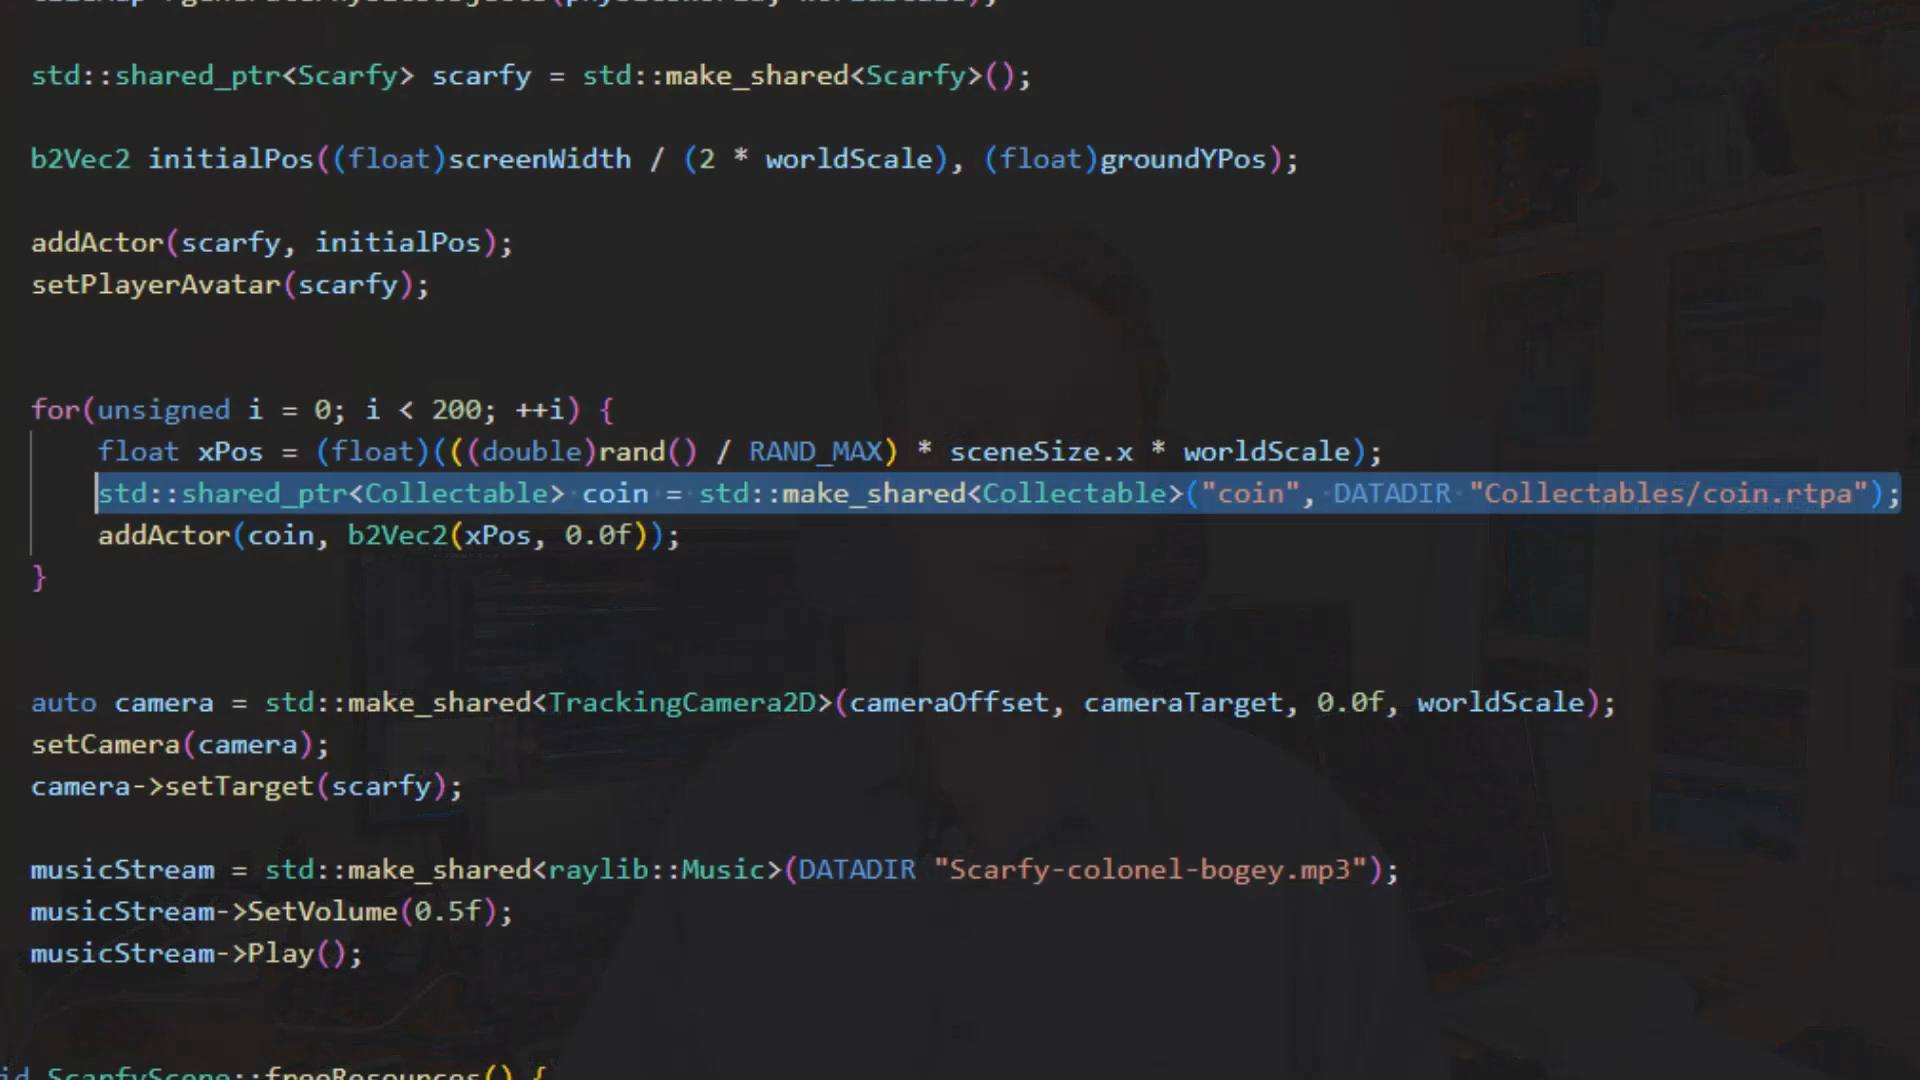 std::shared_ptr<Scarfy> scarfy = std::make_shared<Scarfy>();
b2Vec2 initialPos((float)screenWidth / (2 * worldScale), (float)groundYPos);
addActor(scarfy, initialPos);
setPlayerAvatar(scarfy);
for(unsigned i = 0; i < 200; ++i) {
float xPos = (float)(((double)rand() / RAND_MAX) * sceneSize.x * worldScale);
std::shared_ptr<Collectable> coin = std::make_shared<Collectable>("coin", DATADIR "Collectables/coin.rtpa");
addActor(coin, b2Vec2(xPos, 0.0f));
}
auto camera = std::make_shared<TrackingCamera2D>(cameraOffset, cameraTarget, 0.0f, worldScale);
setCamera(camera);
camera->setTarget(scarfy);
musicStream = std::make_shared<raylib::Music>(DATADIR "Scarfy-colonel-bogey.mp3");
musicStream->SetVolume(0.5f);
musicStream->Play();
ScarfyScene::freeResources() {